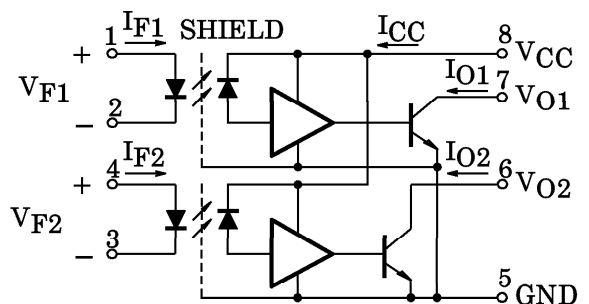 1 IF1 SHIELD ICC 8 VCC
+
VF1
−
2
IO1 7 VO1
4 IF2 IO2 6 VO2
+
VF2
−
3
5 GND